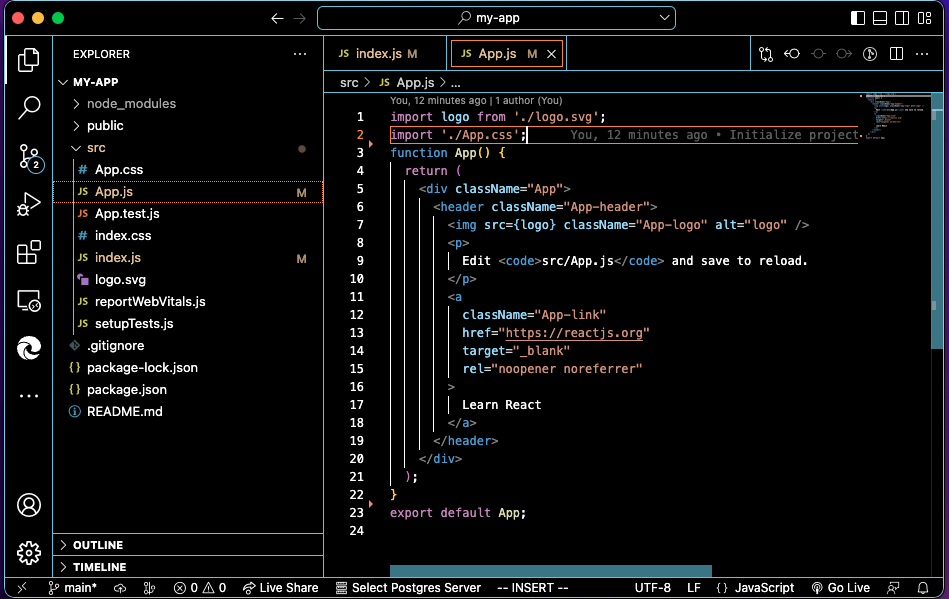 my-app
EXPLORER
MY-APP
node_modules
public
src
# App.css
JS App.js M
JS App.test.js
# index.css
JS index.js M
logo.svg
JS reportWebVitals.js
JS setupTests.js
.gitignore
{} package-lock.json
{} package.json
README.md
OUTLINE
TIMELINE
2
JS index.js M
JS App.js M
src > JS App.js > ...
You, 12 minutes ago | 1 author (You)
1 import logo from './logo.svg';
2 import './App.css'; You, 12 minutes ago • Initialize project
3 function App() {
4 return (
5 <div className="App">
6 <header className="App-header">
7 <img src={logo} className="App-logo" alt="logo" />
8 <p>
9 Edit <code>src/App.js</code> and save to reload.
10 </p>
11 <a
12 className="App-link"
13 href="https://reactjs.org"
14 target="_blank"
15 rel="noopener noreferrer"
16 >
17 Learn React
18 </a>
19 </header>
20 </div>
21 );
22 }
23 export default App;
24
main* 0 0 Live Share Select Postgres Server -- INSERT -- UTF-8 LF {} JavaScript Go Live